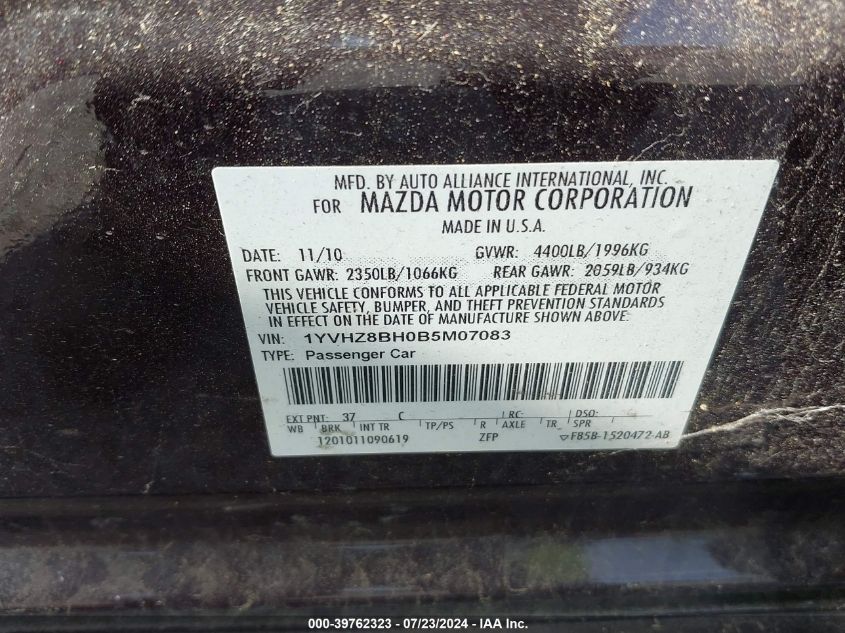 MFD. BY AUTO ALLIANCE INTERNATIONAL, INC.
FOR MAZDA MOTOR CORPORATION
MADE IN U.S.A.
DATE: 11/10 GVWR: 4400LB/1996KG
FRONT GAWR: 2350LB/1066KG REAR GAWR: 2059LB/934KG
THIS VEHICLE CONFORMS TO ALL APPLICABLE FEDERAL MOTOR
VEHICLE SAFETY, BUMPER, AND THEFT PREVENTION STANDARDS
IN EFFECT ON THE DATE OF MANUFACTURE SHOWN ABOVE.
VIN: 1YVHZ8BH0B5M07083
TYPE: Passenger Car
EXT PNT: 37 C RC: DSO:
WB BRK INT TR TP/PS R AXLE TR SPR
1201011090619 ZFP F85B-1520472-AB
000-39762323 / 07/23/2024 - IAA Inc.